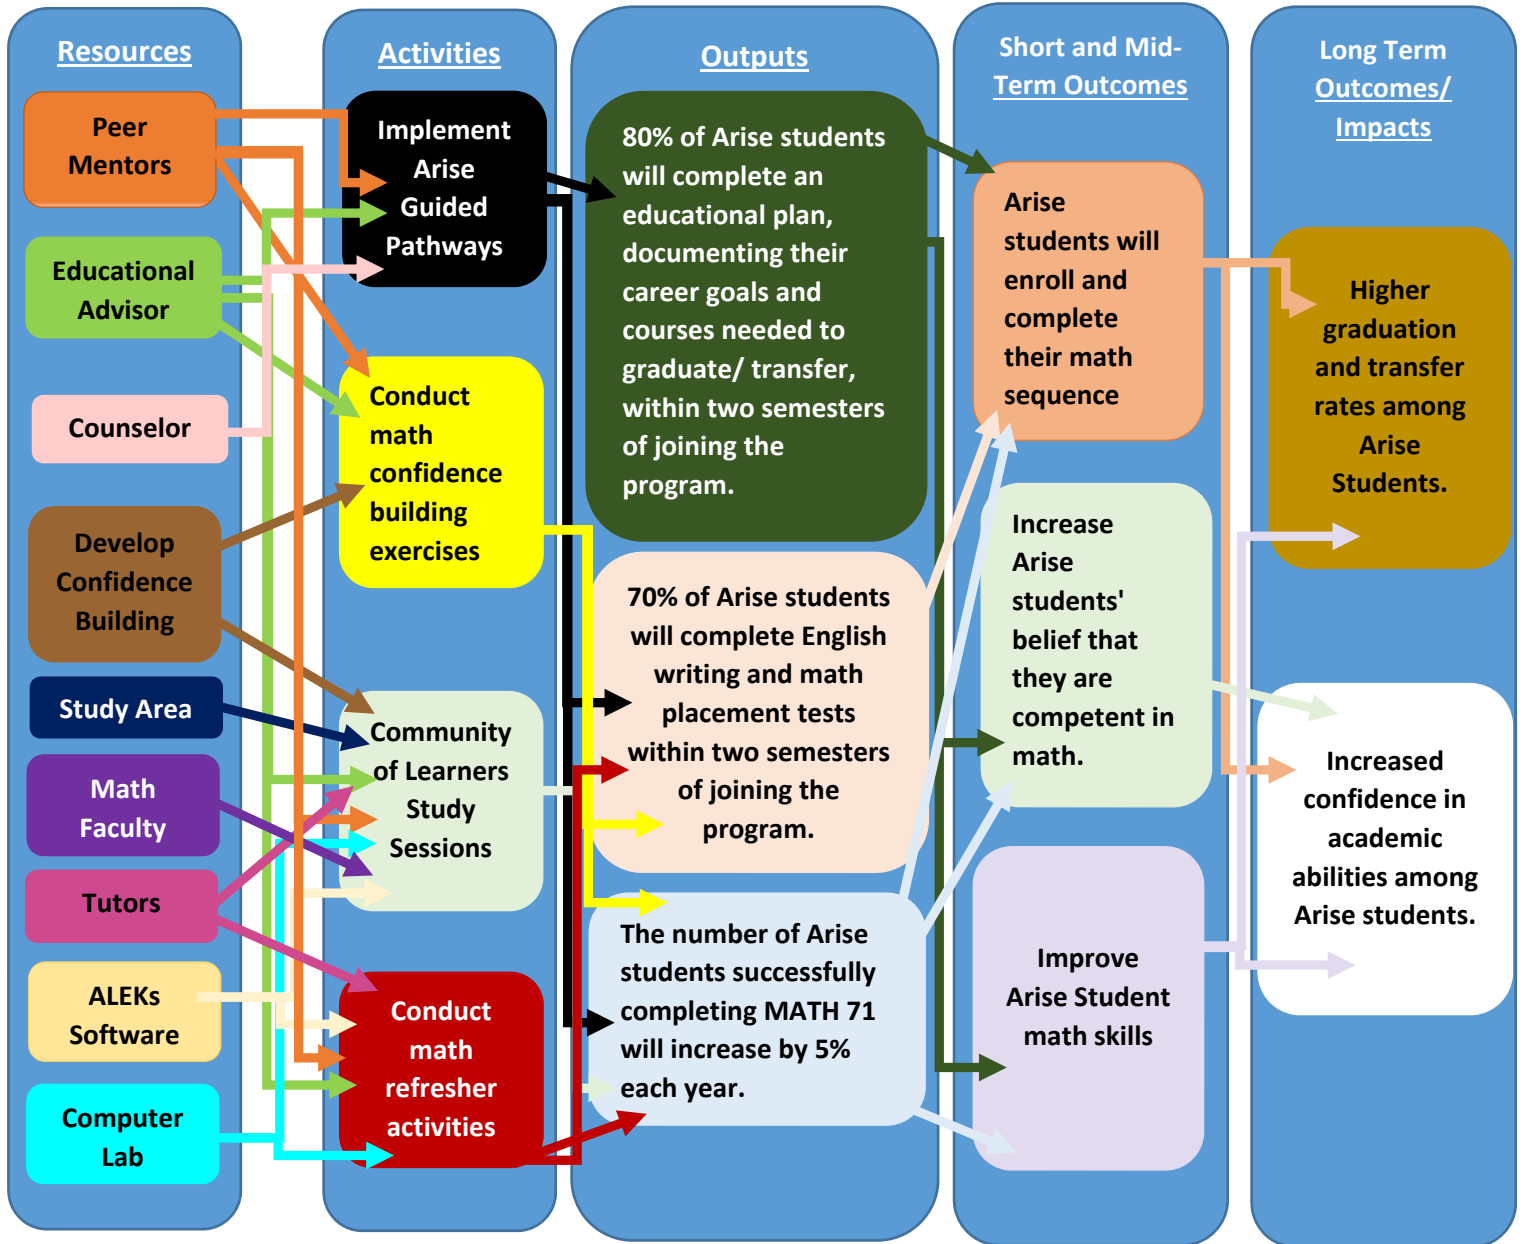 Resources
Peer
Mentors
Educational
Advisor
Counselor
Develop
Confidence
Building
Study Area
Math
Faculty
Tutors
ALEKs
Software
Computer
Lab
Activities
Implement
Arise
Guided
Pathways
Conduct
math
confidence
building
exercises
Community
of Learners
Study
Sessions
Conduct
math
refresher
activities
Outputs
80% of Arise students
will complete an
educational plan,
documenting their
career goals and
courses needed to
graduate/ transfer,
within two semesters
of joining the
program.
70% of Arise students
will complete English
writing and math
placement tests
within two semesters
of joining the
program.
The number of Arise
students successfully
completing MATH 71
will increase by 5%
each year.
Short and Mid-
Term Outcomes
Arise
students will
enroll and
complete
their math
sequence
Increase
Arise
students'
belief that
they are
competent in
math.
Improve
Arise Student
math skills
Long Term
Outcomes/
Impacts
Higher
graduation
and transfer
rates among
Arise
Students.
Increased
confidence in
academic
abilities among
Arise students.